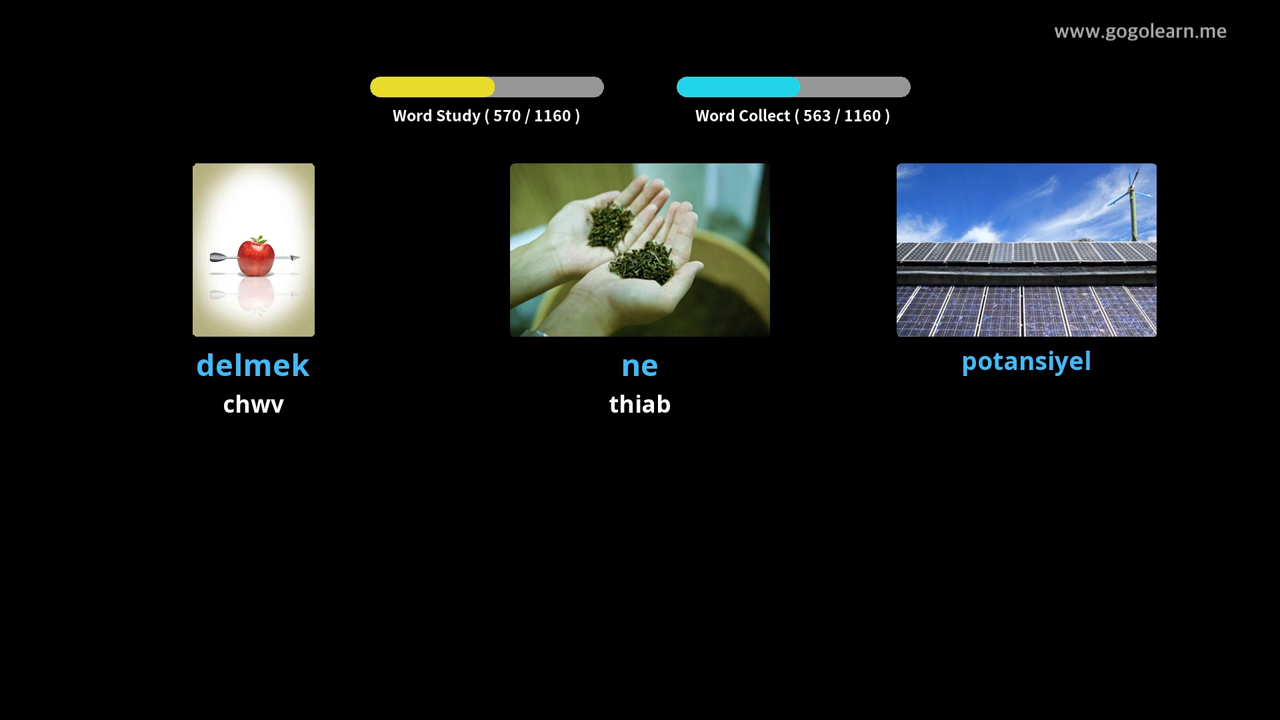 www.gogolearn.me
Word Study ( 570 / 1160 )
Word Collect ( 563 / 1160 )
delmek
chwv
ne
thiab
potansiyel